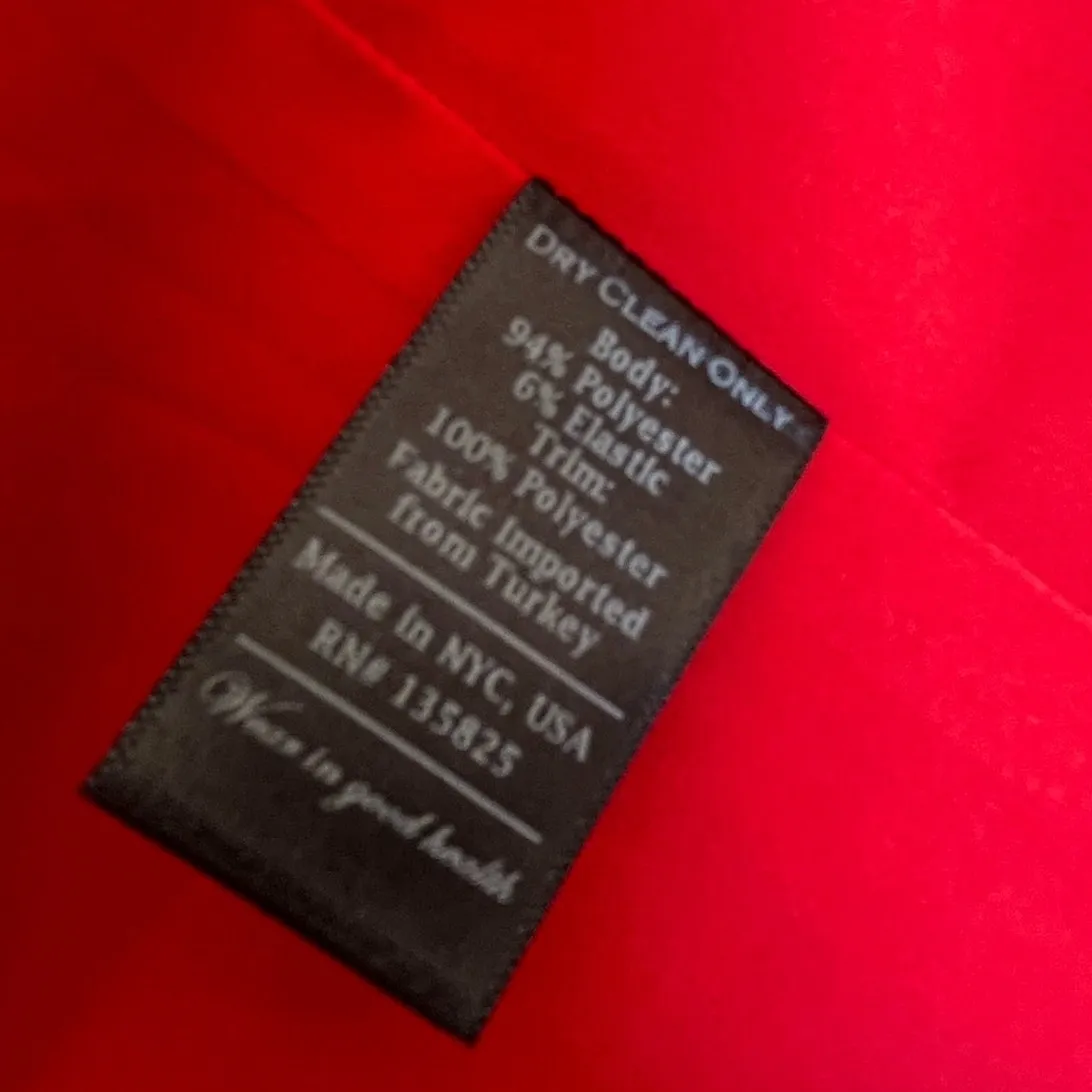 DRY CLEAN ONLY
Body:
94% Polyester
6% Elastic
Trim:
100% Polyester
Fabric imported
from Turkey
Made in NYC, USA
RN# 135825
Wear in good health